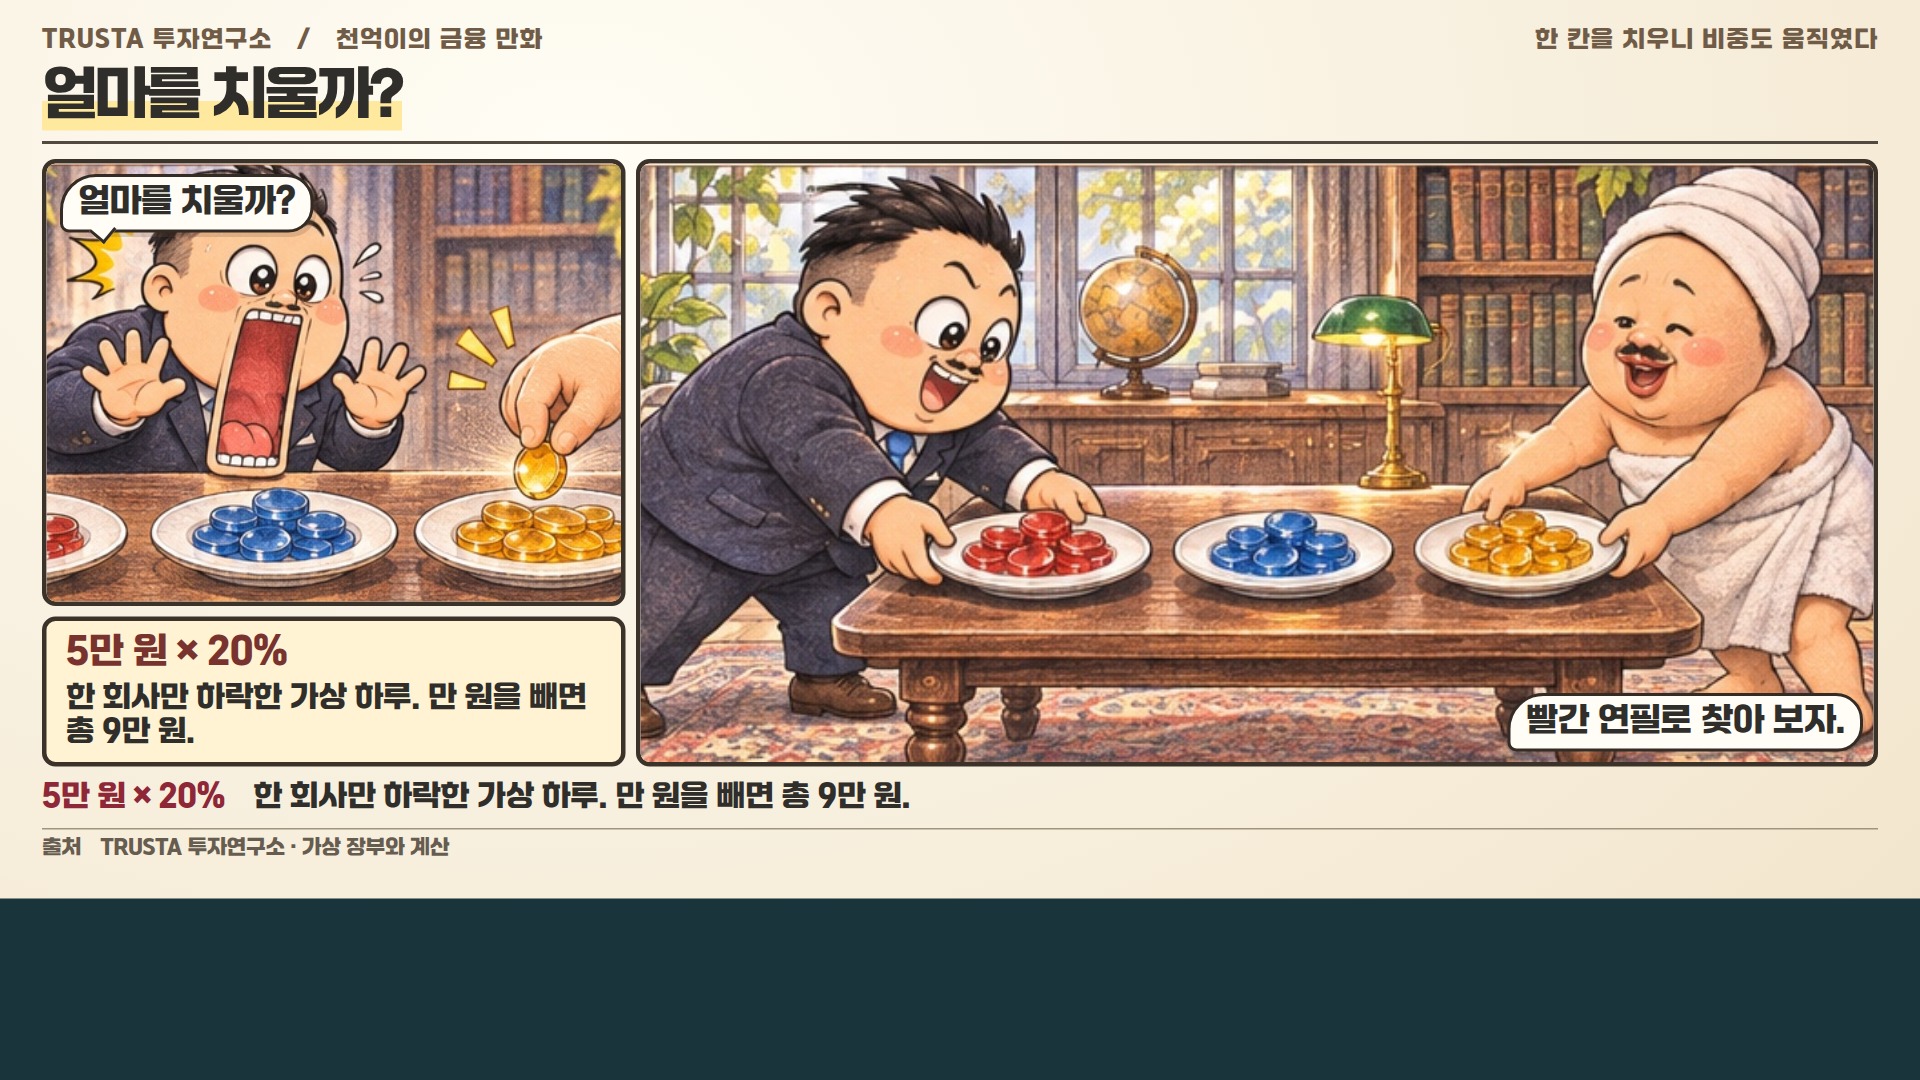 TRUSTA 투자연구소 / 천억이의 금융 만화
한 칸을 치우니 비중도 움직였다
얼마를 치울까?
얼마를 치울까?
5만 원 × 20%
한 회사만 하락한 가상 하루. 만 원을 빼면
총 9만 원.
빨간 연필로 찾아 보자.
5만 원 × 20% 한 회사만 하락한 가상 하루. 만 원을 빼면 총 9만 원.
출처 TRUSTA 투자연구소 · 가상 장부와 계산